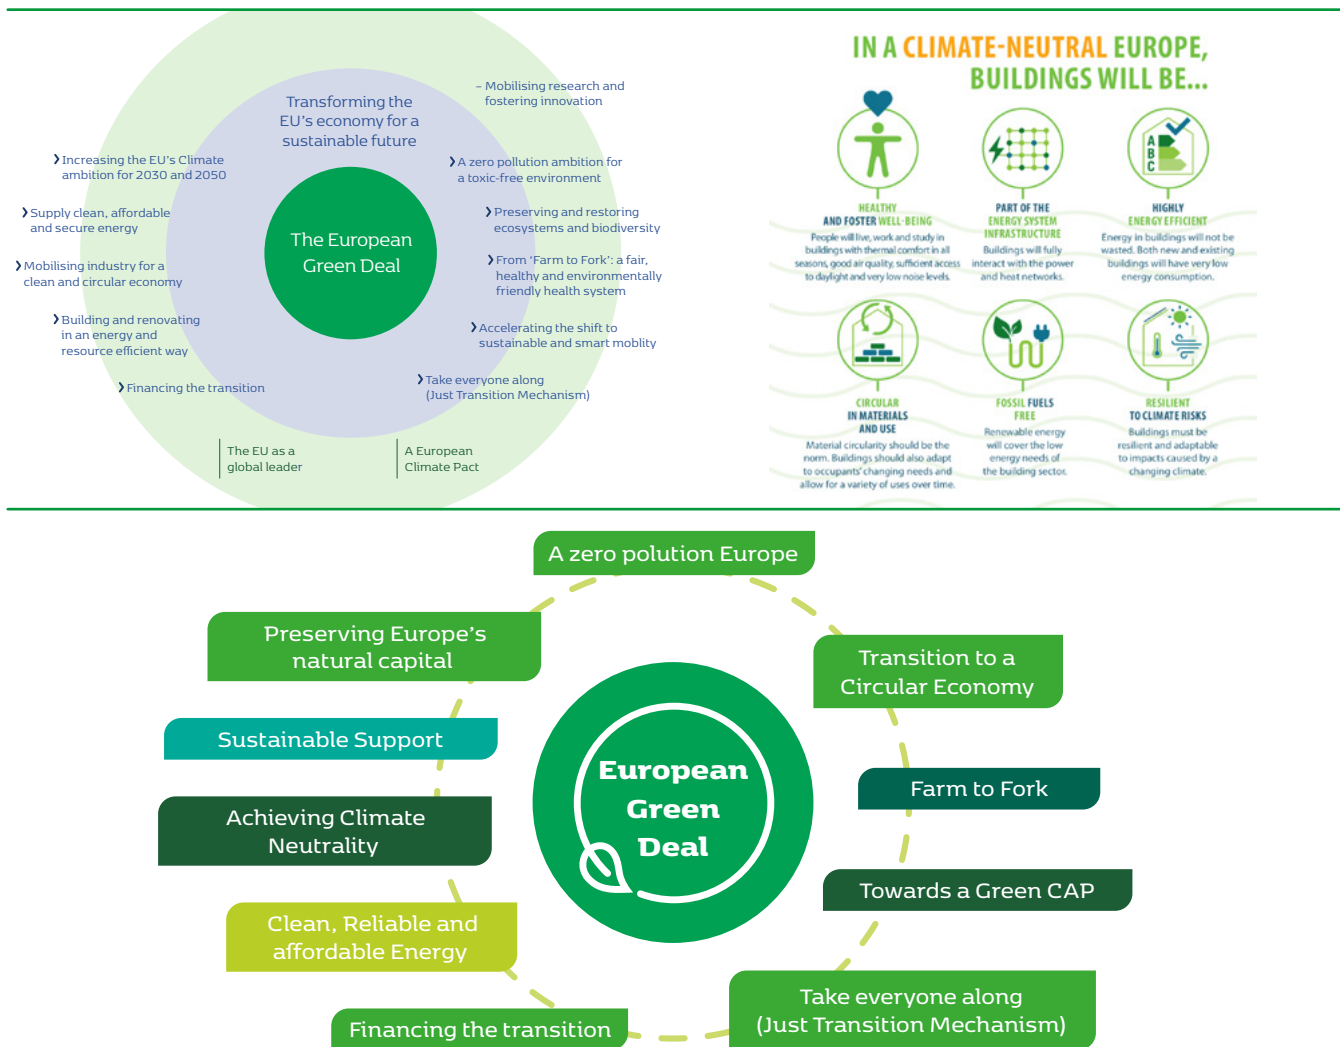 Transforming the
EU's economy for a
sustainable future
The European
Green Deal
❯ Increasing the EU's Climate
ambition for 2030 and 2050
❯ Supply clean, affordable
and secure energy
❯ Mobilising industry for a
clean and circular economy
❯ Building and renovating
in an energy and
resource efficient way
❯ Financing the transition
– Mobilising research and
fostering innovation
❯ A zero pollution ambition for
a toxic-free environment
❯ Preserving and restoring
ecosystems and biodiversity
❯ From 'Farm to Fork': a fair,
healthy and environmentally
friendly health system
❯ Accelerating the shift to
sustainable and smart moblity
❯ Take everyone along
(Just Transition Mechanism)
The EU as a
global leader
A European
Climate Pact
IN A CLIMATE-NEUTRAL EUROPE,
BUILDINGS WILL BE...
HEALTHY
AND FOSTER WELL-BEING
People will live, work and study in
buildings with thermal comfort in all
seasons, good air quality, sufficient access
to daylight and very low noise levels.
PART OF THE
ENERGY SYSTEM
INFRASTRUCTURE
Buildings will fully
interact with the power
and heat networks.
A
B
C
HIGHLY
ENERGY EFFICIENT
Energy in buildings will not be
wasted. Both new and existing
buildings will have very low
energy consumption.
CIRCULAR
IN MATERIALS
AND USE
Material circularity should be the
norm. Buildings should also adapt
to occupants' changing needs and
allow for a variety of uses over time.
FOSSIL FUELS
FREE
Renewable energy
will cover the low
energy needs of
the building sector.
RESILIENT
TO CLIMATE RISKS
Buildings must be
resilient and adaptable
to impacts caused by a
changing climate.
A zero polution Europe
Preserving Europe's
natural capital
Transition to a
Circular Economy
Sustainable Support
Farm to Fork
European
Green
Deal
Achieving Climate
Neutrality
Towards a Green CAP
Clean, Reliable and
affordable Energy
Take everyone along
(Just Transition Mechanism)
Financing the transition